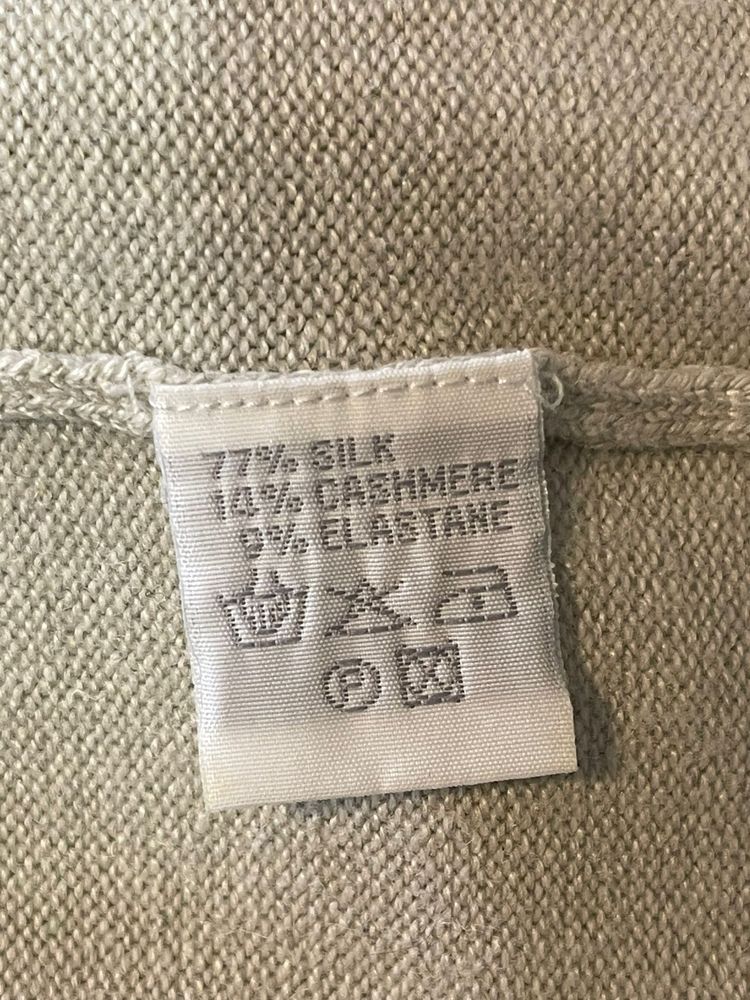 77% SILK
14% CASHMERE
9% ELASTANE
P